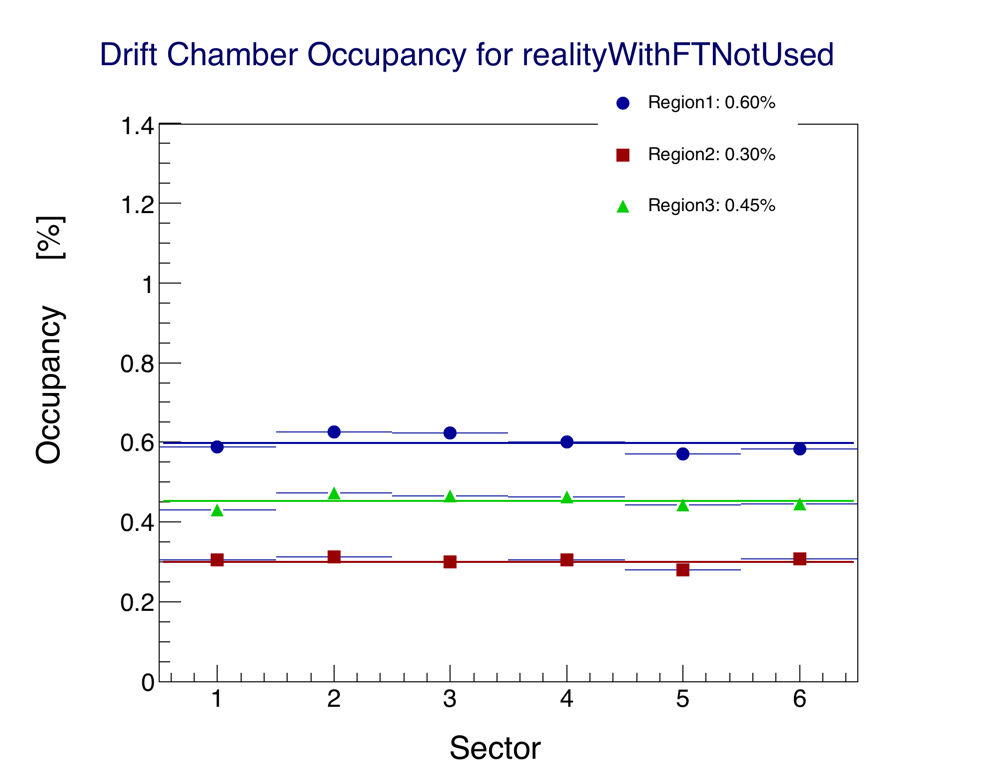 Drift Chamber Occupancy for realityWithFTNotUsed
Region1: 0.60%
Region2: 0.30%
Region3: 0.45%
Occupancy [%]
1.4
1.2
1
0.8
0.6
0.4
0.2
0
1 2 3 4 5 6
Sector